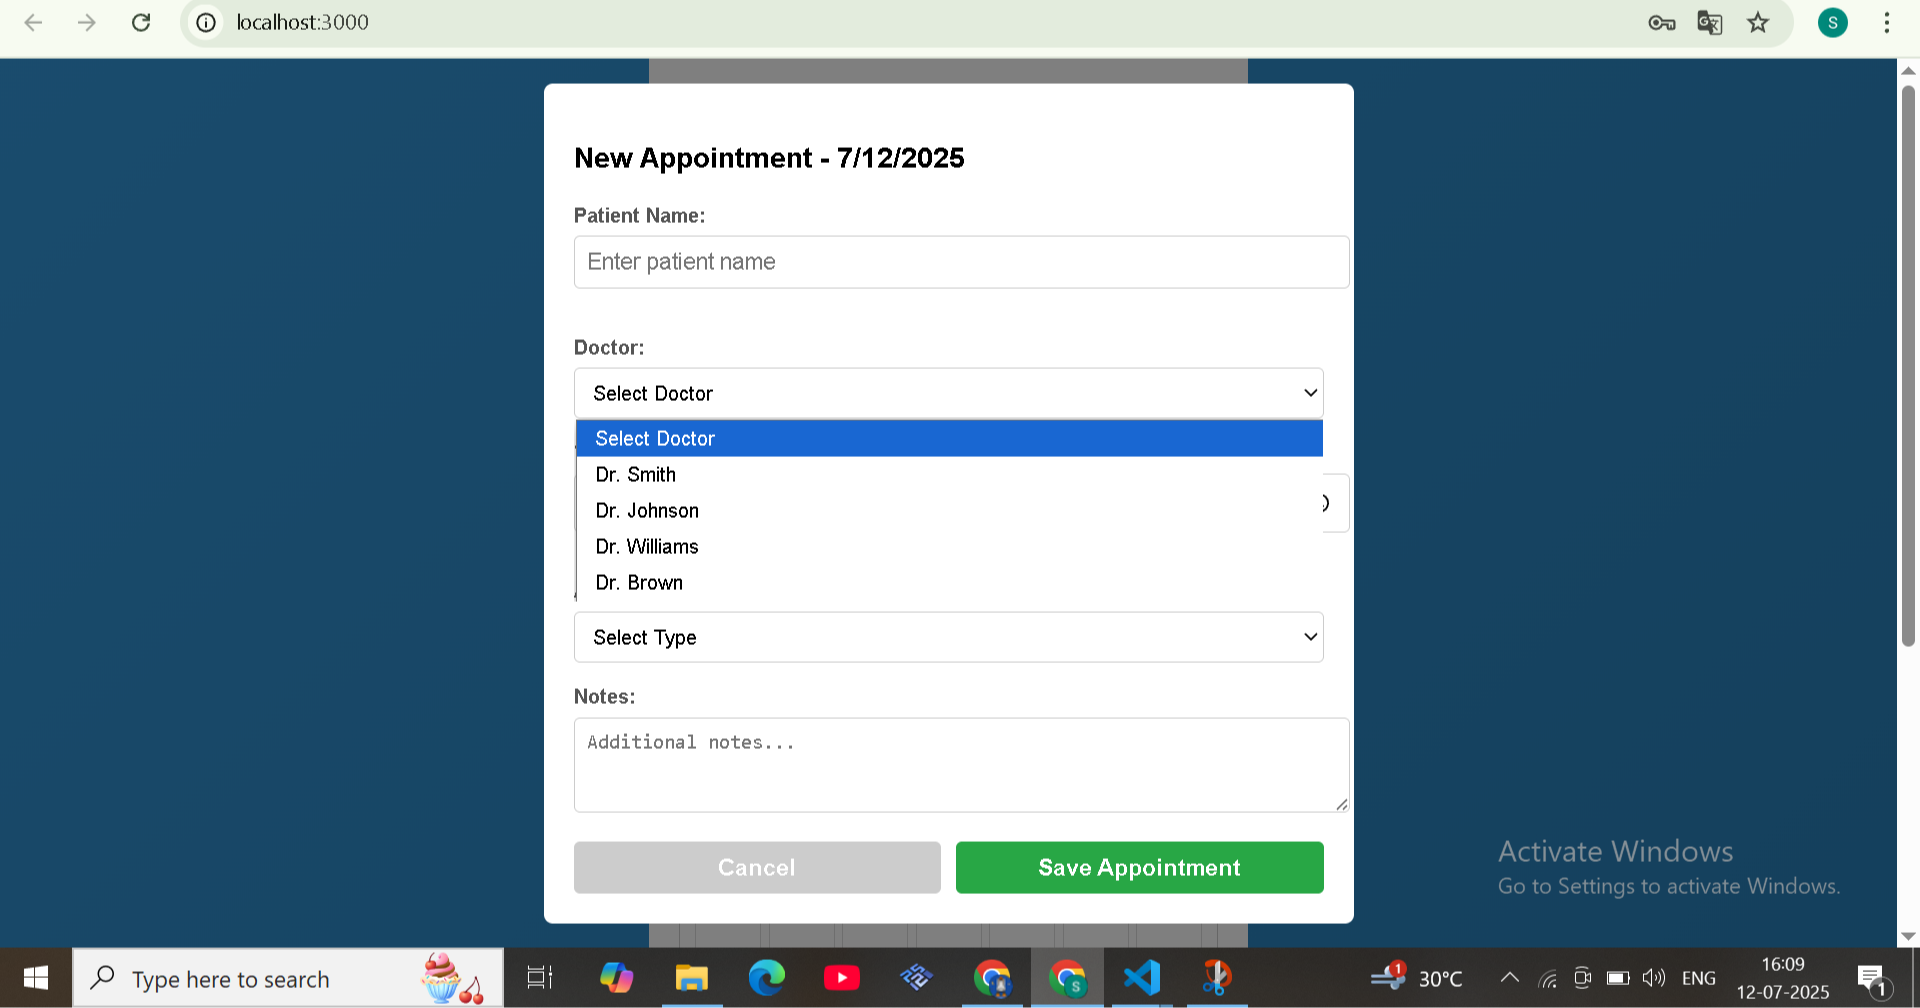 localhost:3000
S
New Appointment - 7/12/2025
Patient Name:
Enter patient name
Doctor:
Select Doctor
Select Doctor
Dr. Smith
Dr. Johnson
Dr. Williams
Dr. Brown
Select Type
Notes:
Additional notes...
Cancel
Save Appointment
Activate Windows
Go to Settings to activate Windows.
Type here to search
S
1
30°C
ENG
16:09
12-07-2025
1